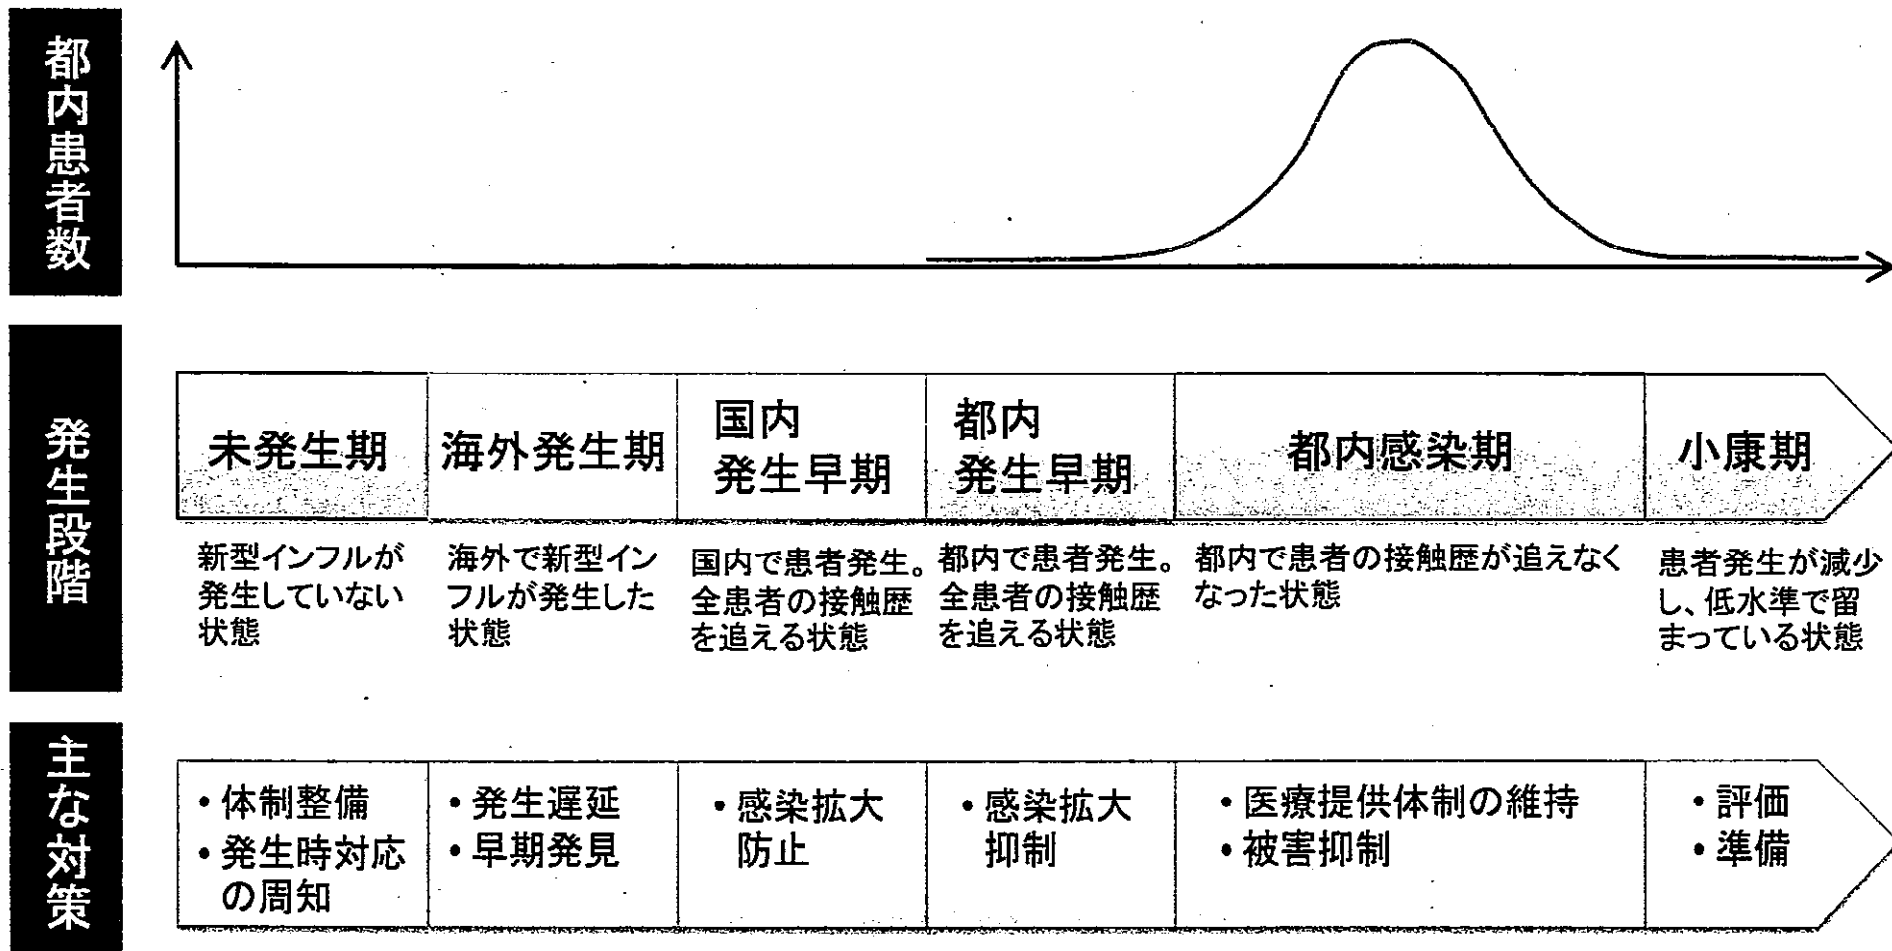 都内患者数
発生段階
未発生期
海外発生期
国内
発生早期
都内
発生早期
都内感染期
小康期
新型インフルが
発生していない
状態
海外で新型イン
フルが発生した
状態
国内で患者発生。
全患者の接触歴
を追える状態
都内で患者発生。
全患者の接触歴
を追える状態
都内で患者の接触歴が追えなく
なった状態
患者発生が減少
し、低水準で留
まっている状態
主な対策
・体制整備
・発生時対応
の周知
・発生遅延
・早期発見
・感染拡大
防止
・感染拡大
抑制
・医療提供体制の維持
・被害抑制
・評価
・準備